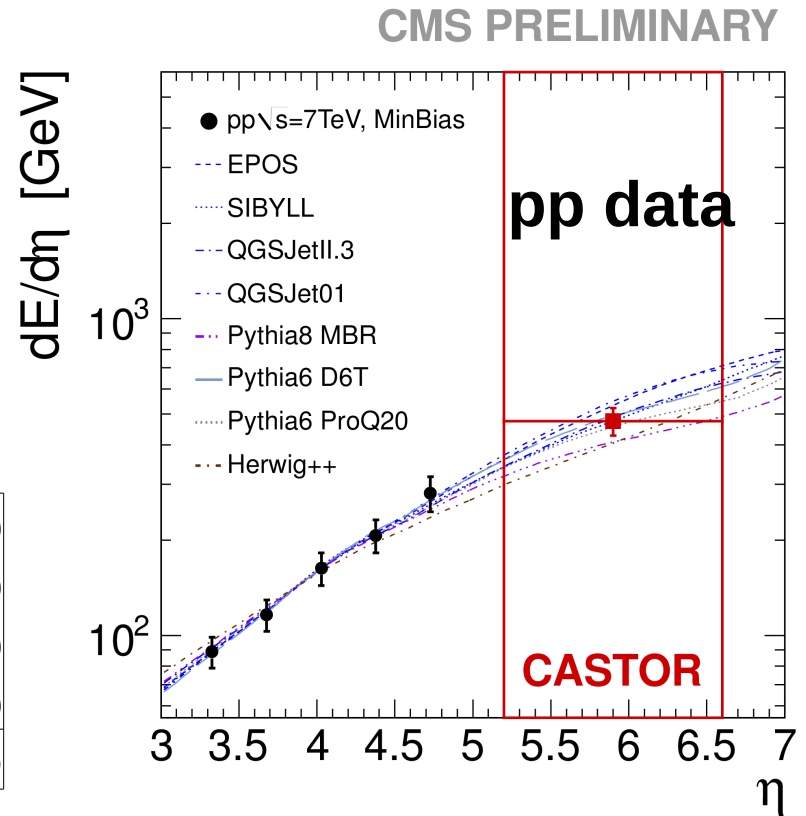 CMS PRELIMINARY
dE/dη [GeV]
pp√s=7TeV, MinBias
EPOS
SIBYLL
QGSJetII.3
QGSJet01
Pythia8 MBR
Pythia6 D6T
Pythia6 ProQ20
Herwig++
pp data
CASTOR
10³
10²
3 3.5 4 4.5 5 5.5 6 6.5 7
η